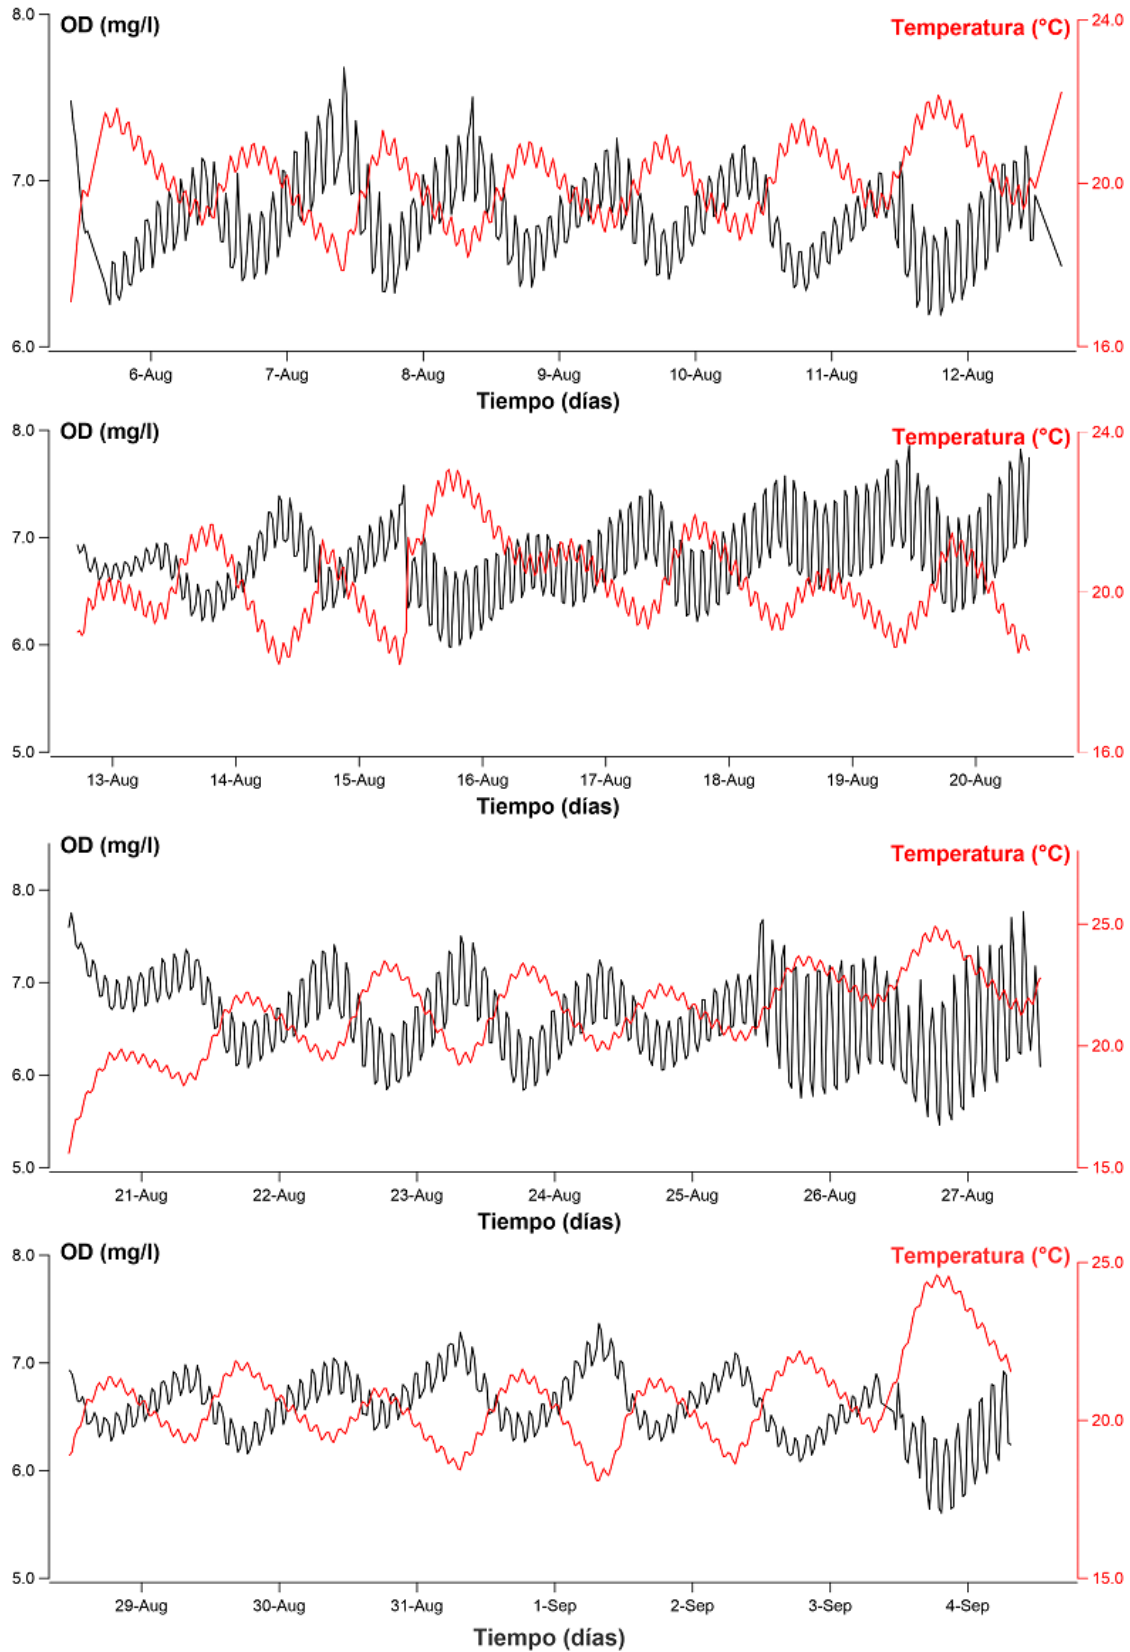 8.0 OD (mg/l) Temperatura (°C) 24.0
7.0 20.0
6.0 16.0
6-Aug 7-Aug 8-Aug 9-Aug 10-Aug 11-Aug 12-Aug
Tiempo (días)
8.0 OD (mg/l) Temperatura (°C) 24.0
7.0
20.0
6.0
5.0 16.0
13-Aug 14-Aug 15-Aug 16-Aug 17-Aug 18-Aug 19-Aug 20-Aug
Tiempo (días)
OD (mg/l) Temperatura (°C)
8.0
25.0
7.0
20.0
6.0
5.0 15.0
21-Aug 22-Aug 23-Aug 24-Aug 25-Aug 26-Aug 27-Aug
Tiempo (días)
8.0 OD (mg/l) Temperatura (°C) 25.0
7.0
20.0
6.0
5.0 15.0
29-Aug 30-Aug 31-Aug 1-Sep 2-Sep 3-Sep 4-Sep
Tiempo (días)